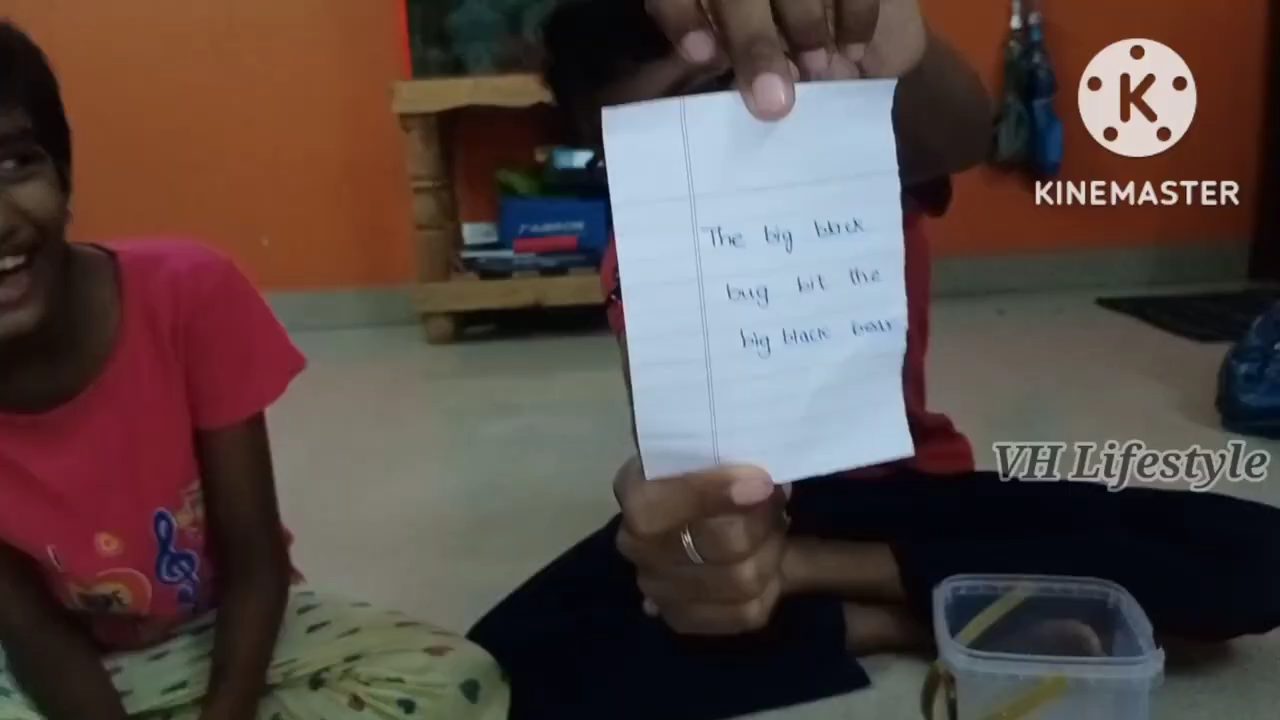 KINEMASTER
The big black
bug bit the
big black bear
VH Lifestyle